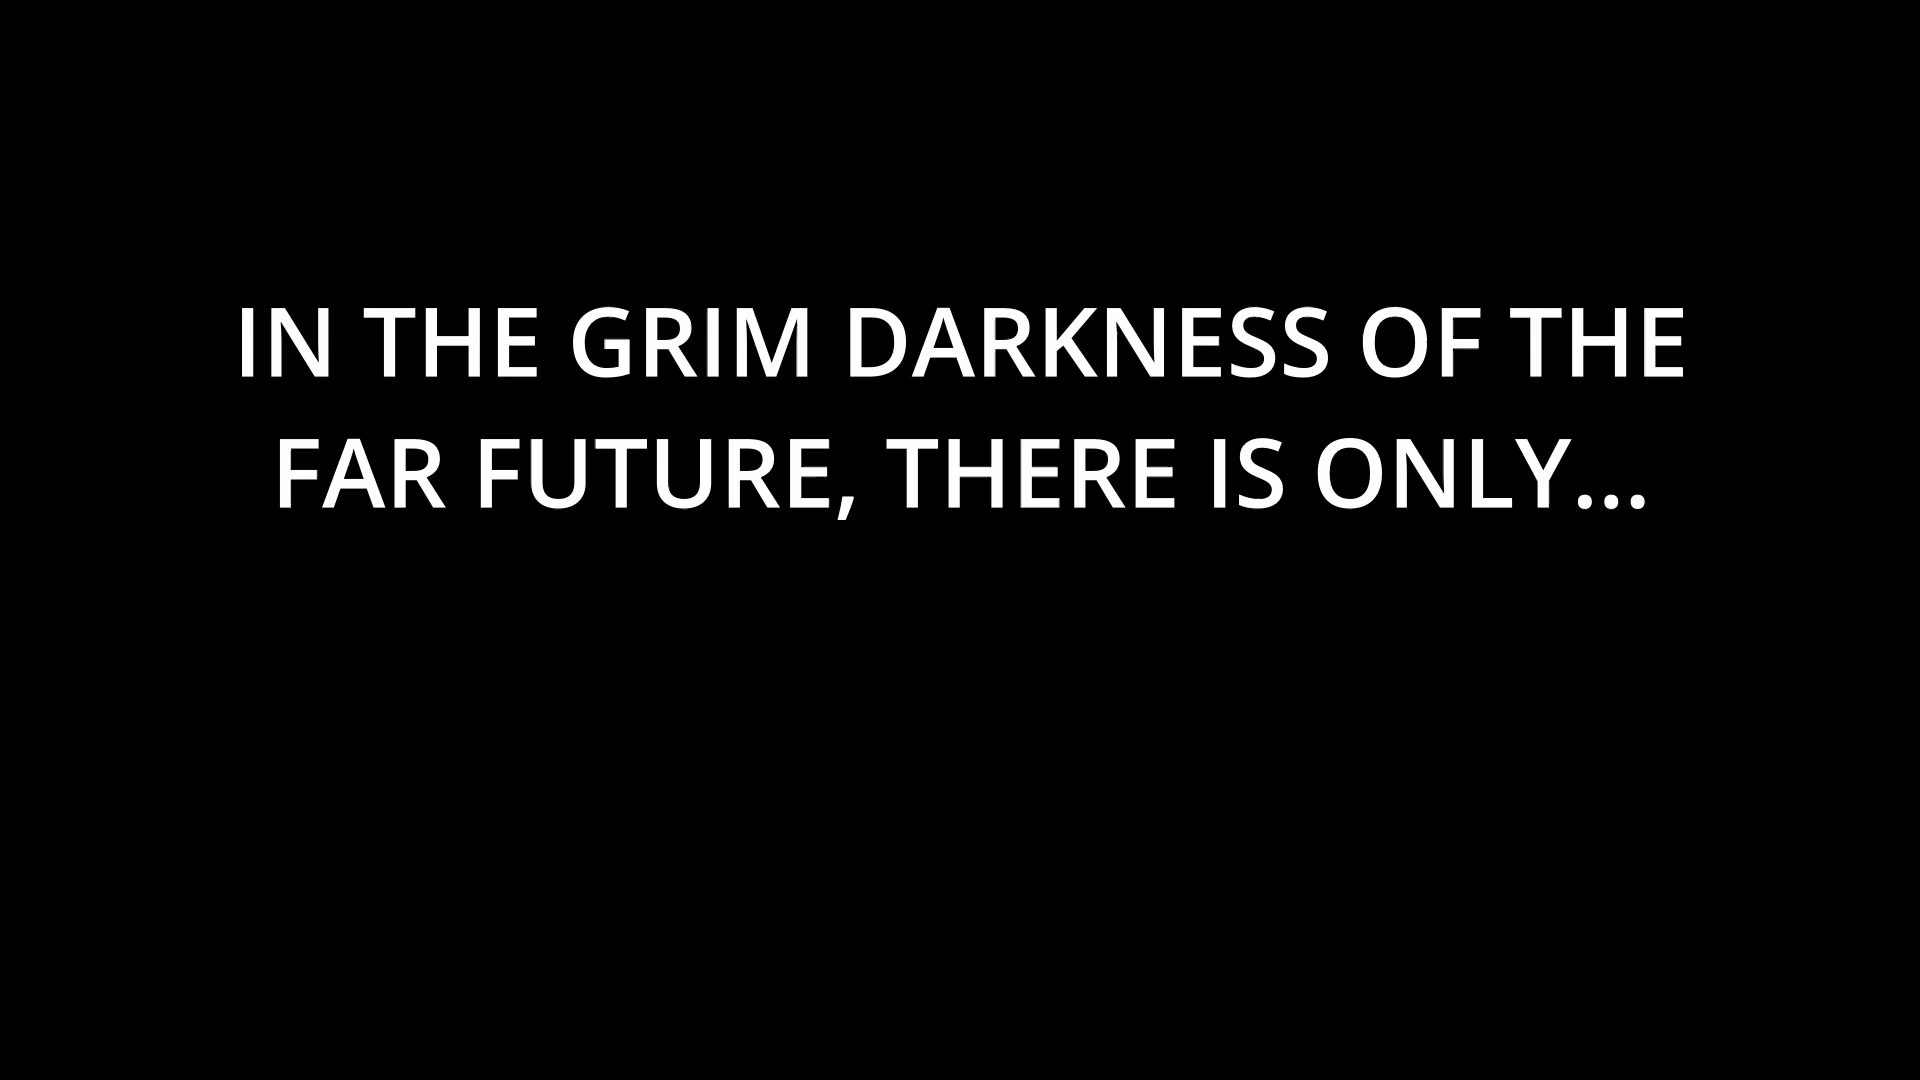 IN THE GRIM DARKNESS OF THE
FAR FUTURE, THERE IS ONLY...